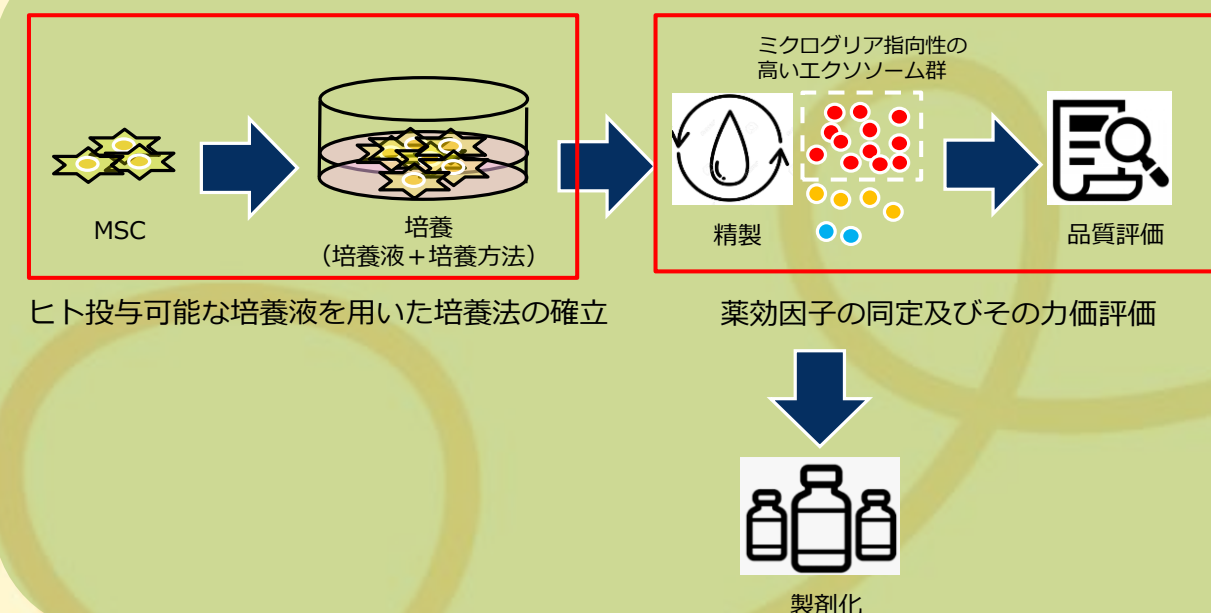 MSC
培養
(培養液+培養方法)
ヒト投与可能な培養液を用いた培養法の確立
ミクログリア指向性の
高いエクソソーム群
精製
品質評価
薬効因子の同定及びその力価評価
製剤化